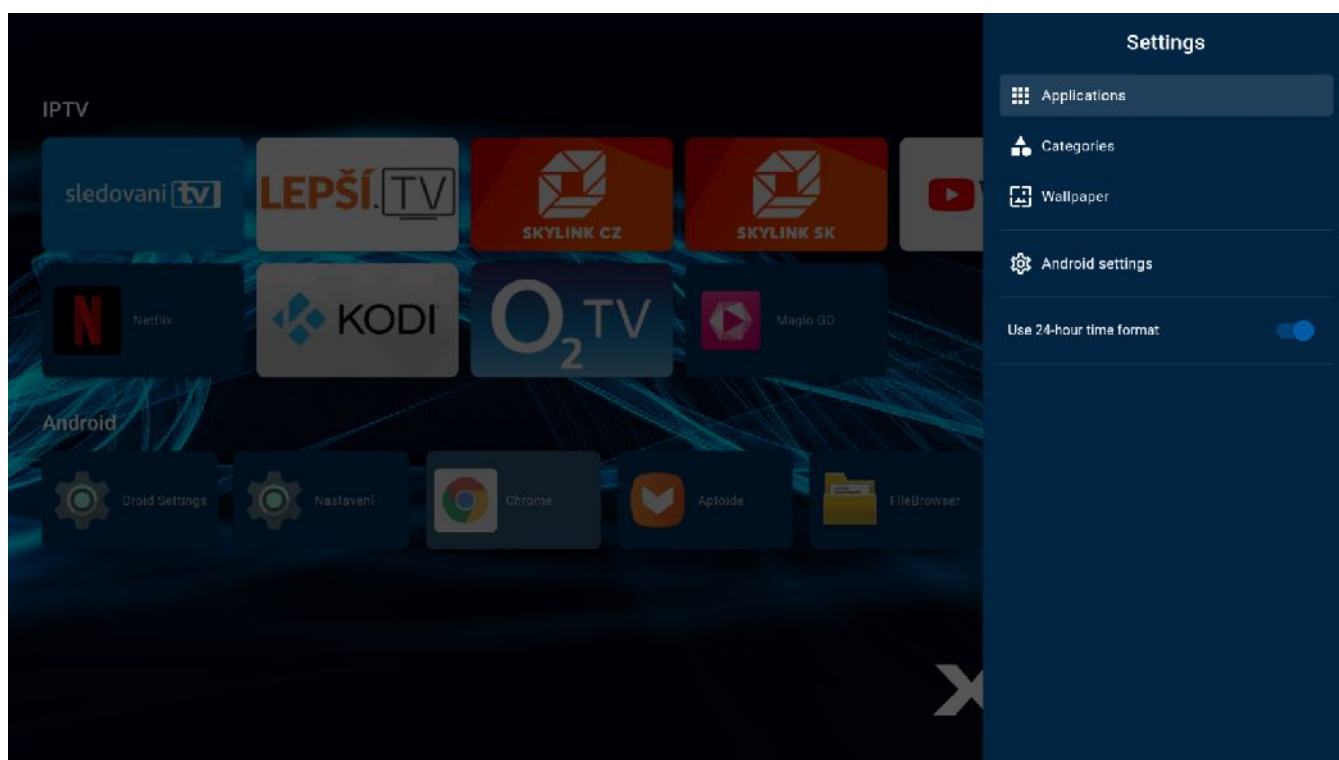 Settings
Applications
Categories
Wallpaper
Android settings
Use 24-hour time format
IPTV
sledovani tv
LEPŠÍ.TV
SKYLINK CZ
SKYLINK SK
Netflix
KODI
O2TV
Magio GO
Android
Droid Settings
Nastavení
Chrome
Aptoide
FileBrowser